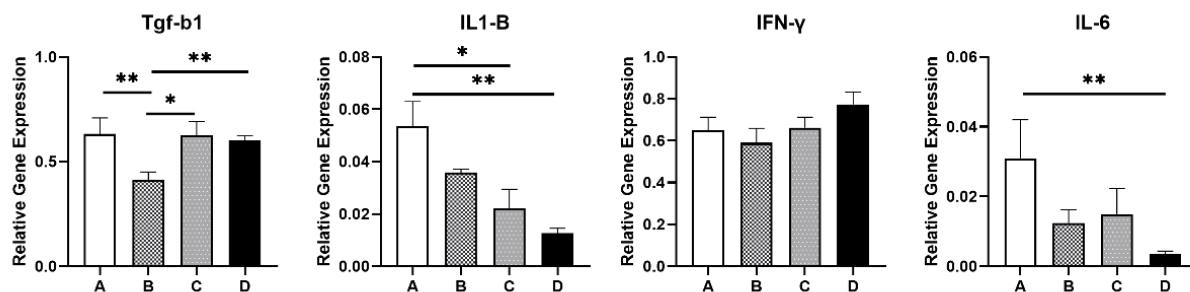 Tgf-b1
Relative Gene Expression
1.0
0.5
0.0
**
**
*
A B C D
IL1-B
Relative Gene Expression
0.08
0.06
0.04
0.02
0.00
*
**
A B C D
IFN-γ
Relative Gene Expression
1.0
0.8
0.6
0.4
0.2
0.0
A B C D
IL-6
Relative Gene Expression
0.06
0.04
0.02
0.00
**
A B C D